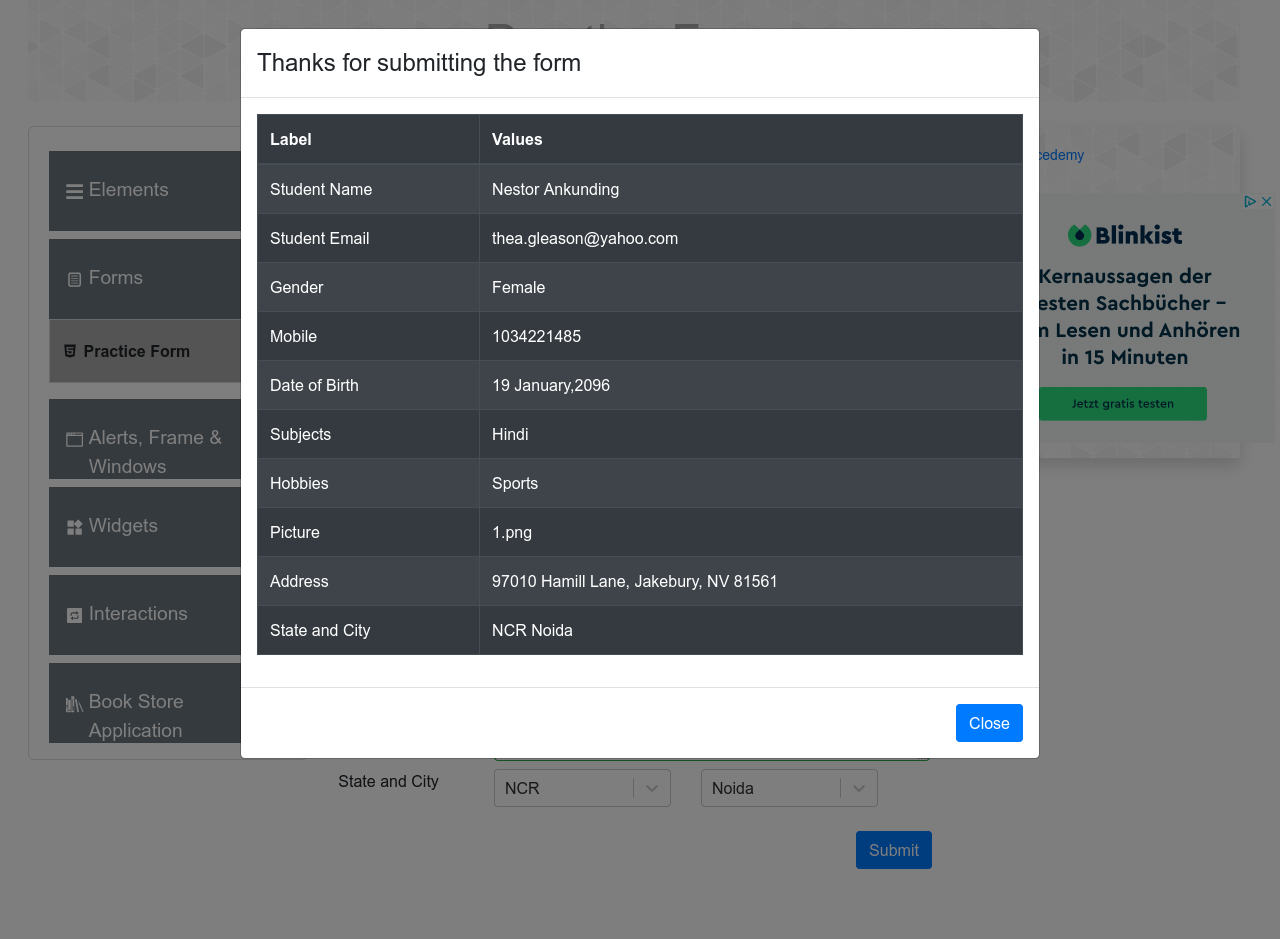 Thanks for submitting the form
Label Values
Student Name Nestor Ankunding
Student Email thea.gleason@yahoo.com
Gender Female
Mobile 1034221485
Date of Birth 19 January,2096
Subjects Hindi
Hobbies Sports
Picture 1.png
Address 97010 Hamill Lane, Jakebury, NV 81561
State and City NCR Noida
Close
Elements
Forms
Practice Form
Alerts, Frame &
Windows
Widgets
Interactions
Book Store
Application
State and City NCR Noida
Submit
Blinkist
Kernaussagen der
Sachbücher –
Lesen und Anhören
in 15 Minuten
Jetzt gratis testen